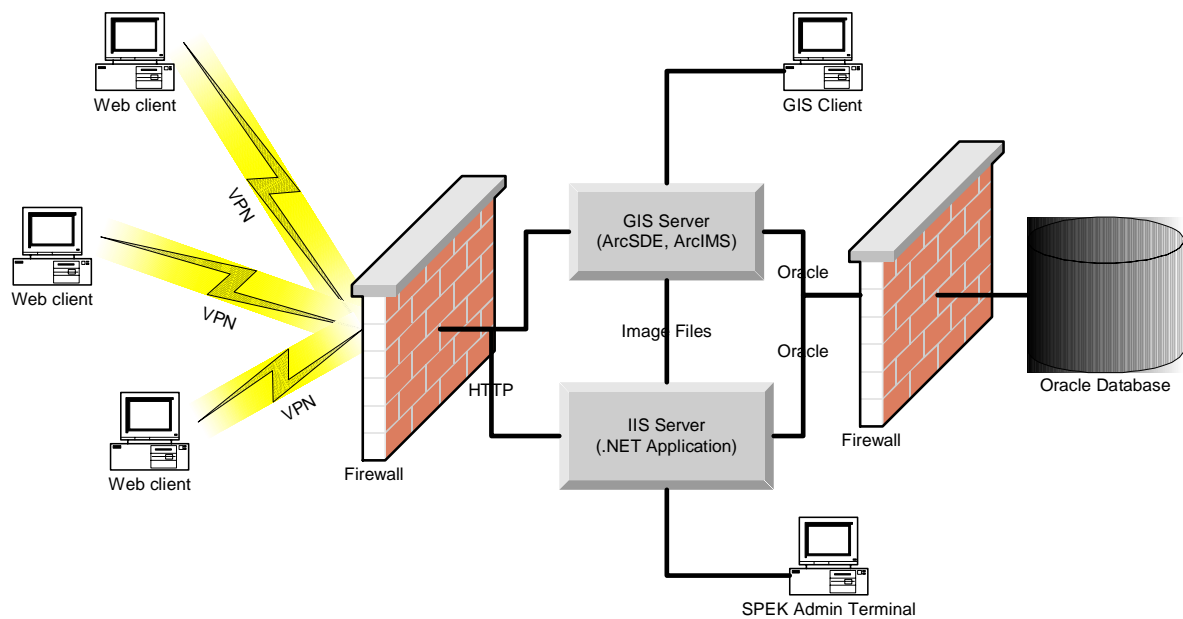 Web client
GIS Client
VPN
GIS Server
(ArcSDE, ArcIMS)
Web client
VPN
Oracle
Image Files
Oracle
Oracle Database
HTTP
VPN
IIS Server
(.NET Application)
Firewall
Firewall
Web client
SPEK Admin Terminal